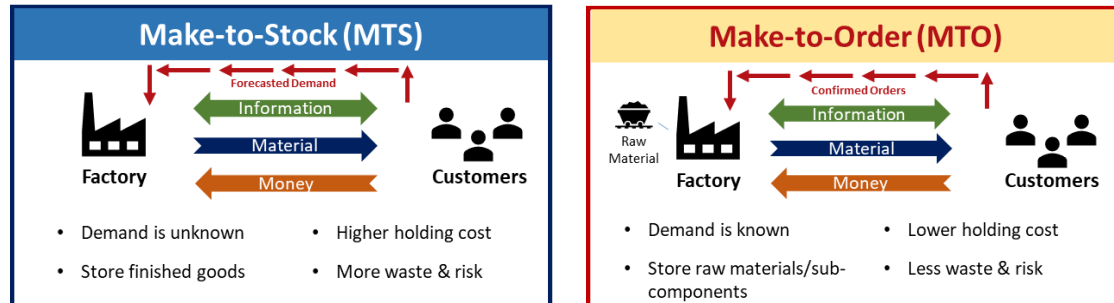 Make-to-Stock (MTS)
Forecasted Demand
Information
Material
Money
Factory
Customers
• Demand is unknown
• Store finished goods
• Higher holding cost
• More waste & risk
Make-to-Order (MTO)
Confirmed Orders
Information
Material
Money
Raw
Material
Factory
Customers
• Demand is known
• Store raw materials/sub-
components
• Lower holding cost
• Less waste & risk